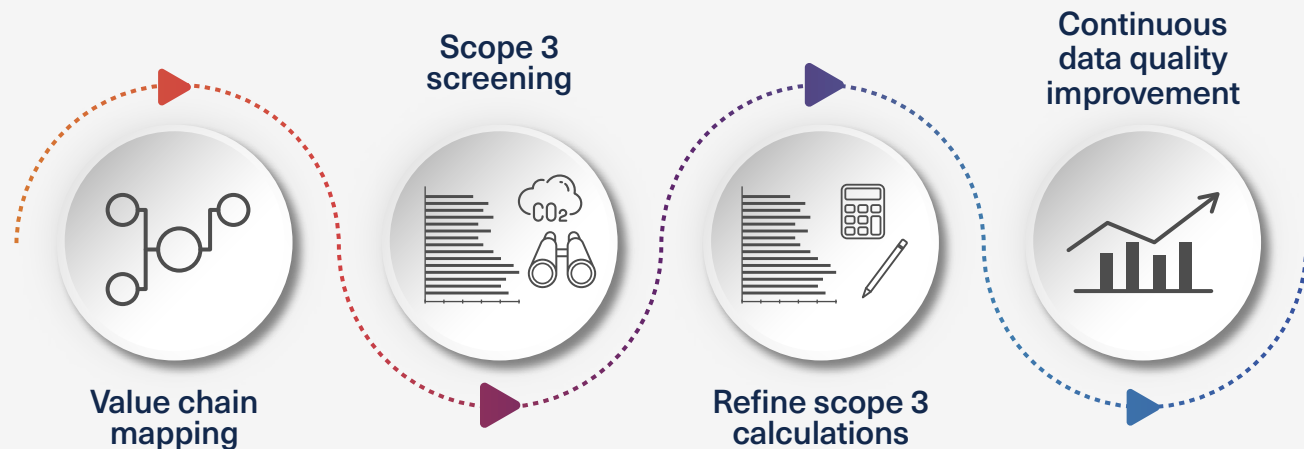 Value chain
mapping
Scope 3
screening
CO2
Refine scope 3
calculations
Continuous
data quality
improvement